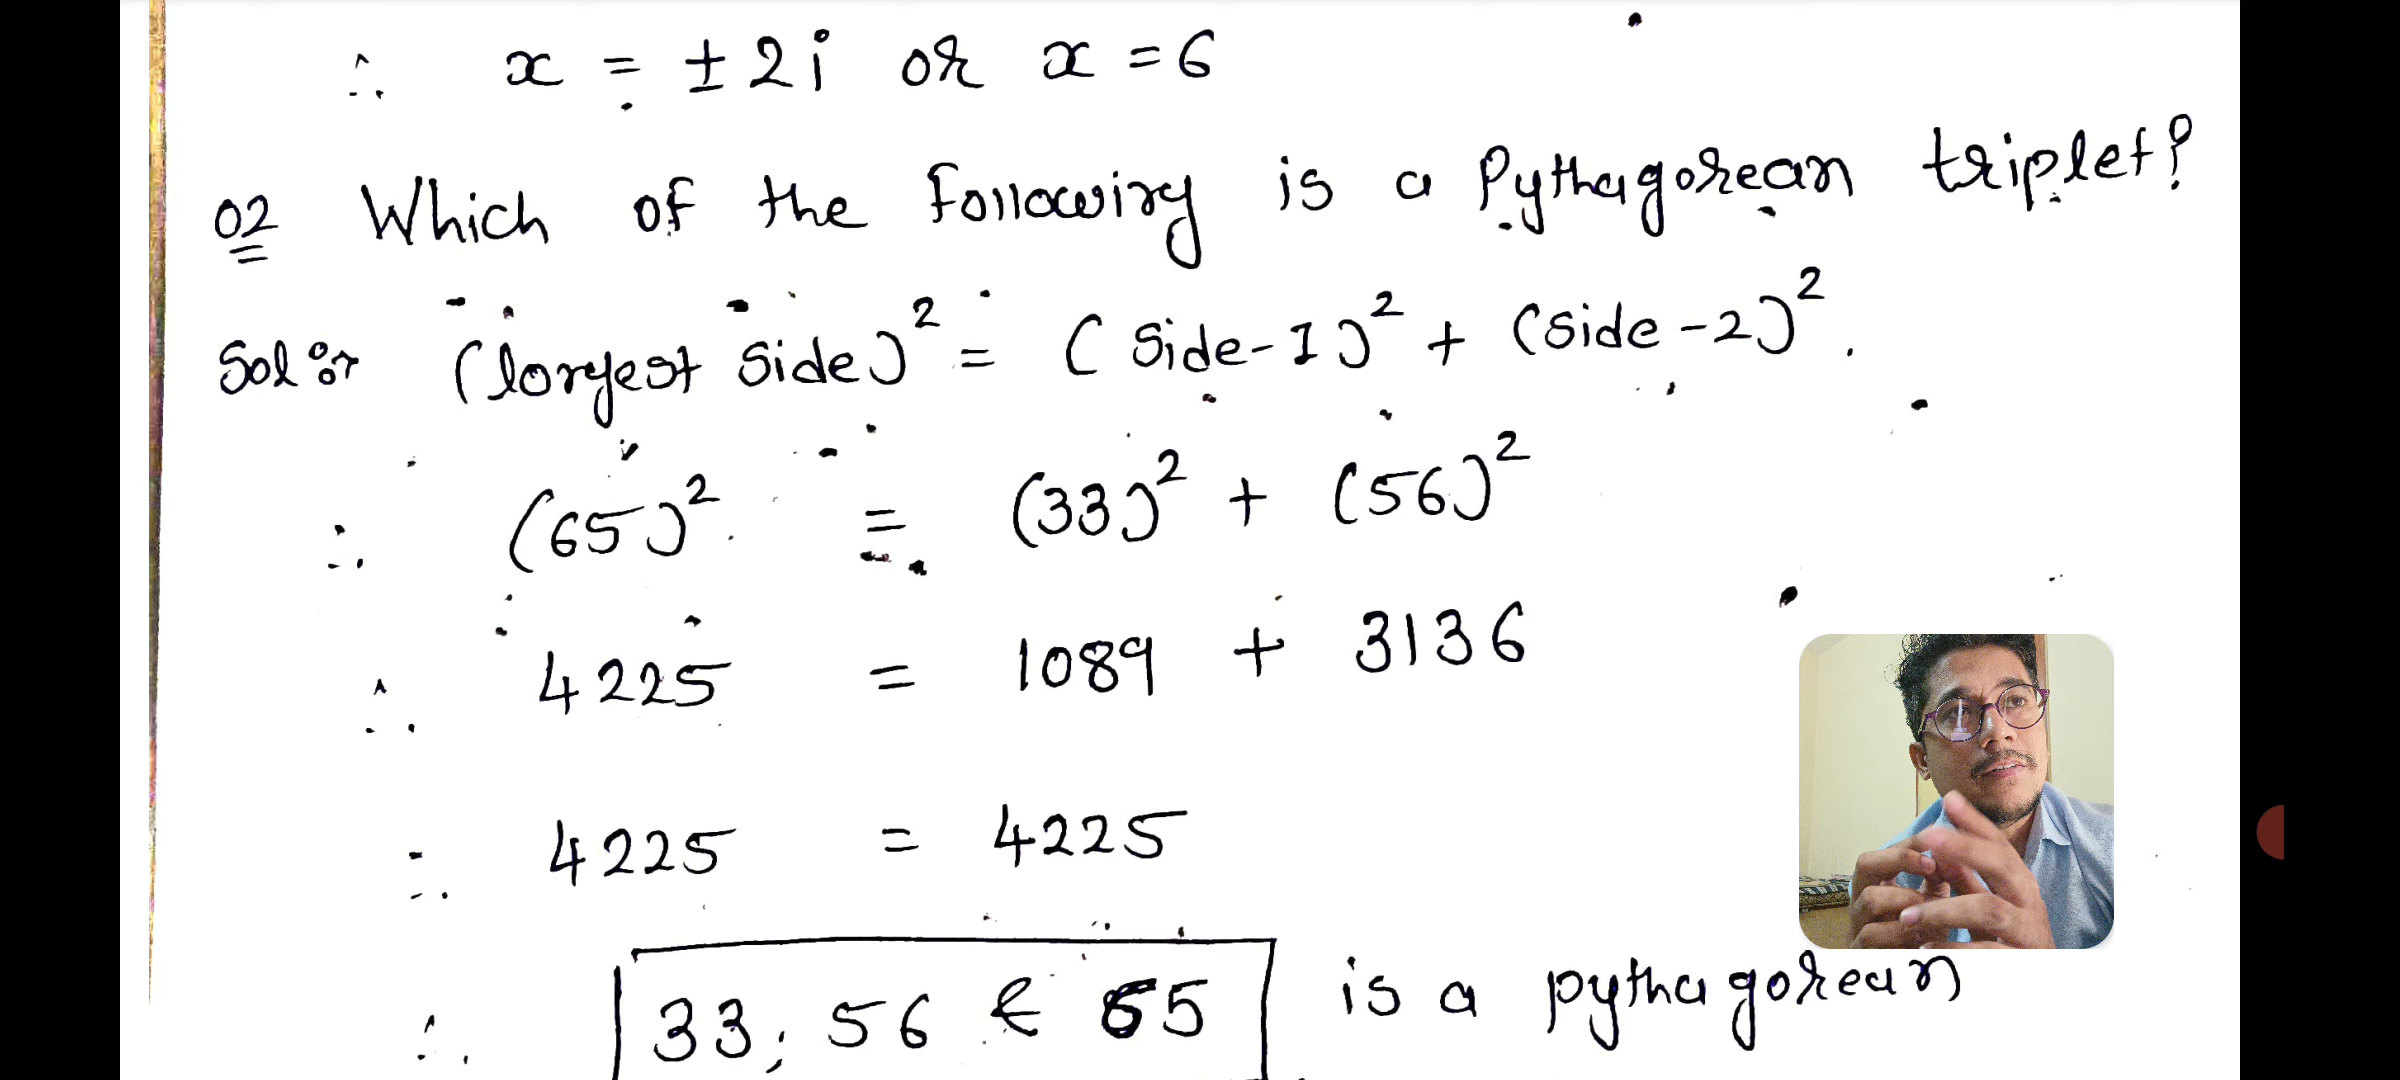 ∴ x = ±2i or x = 6
02 Which of the following is a Pythagorean triplet?
Sol:- (longest side)² = (Side-1)² + (Side-2)².
∴ (65)² = (33)² + (56)²
∴ 4225 = 1089 + 3136
∴ 4225 = 4225
∴ 33, 56 & 65 is a pythagorean